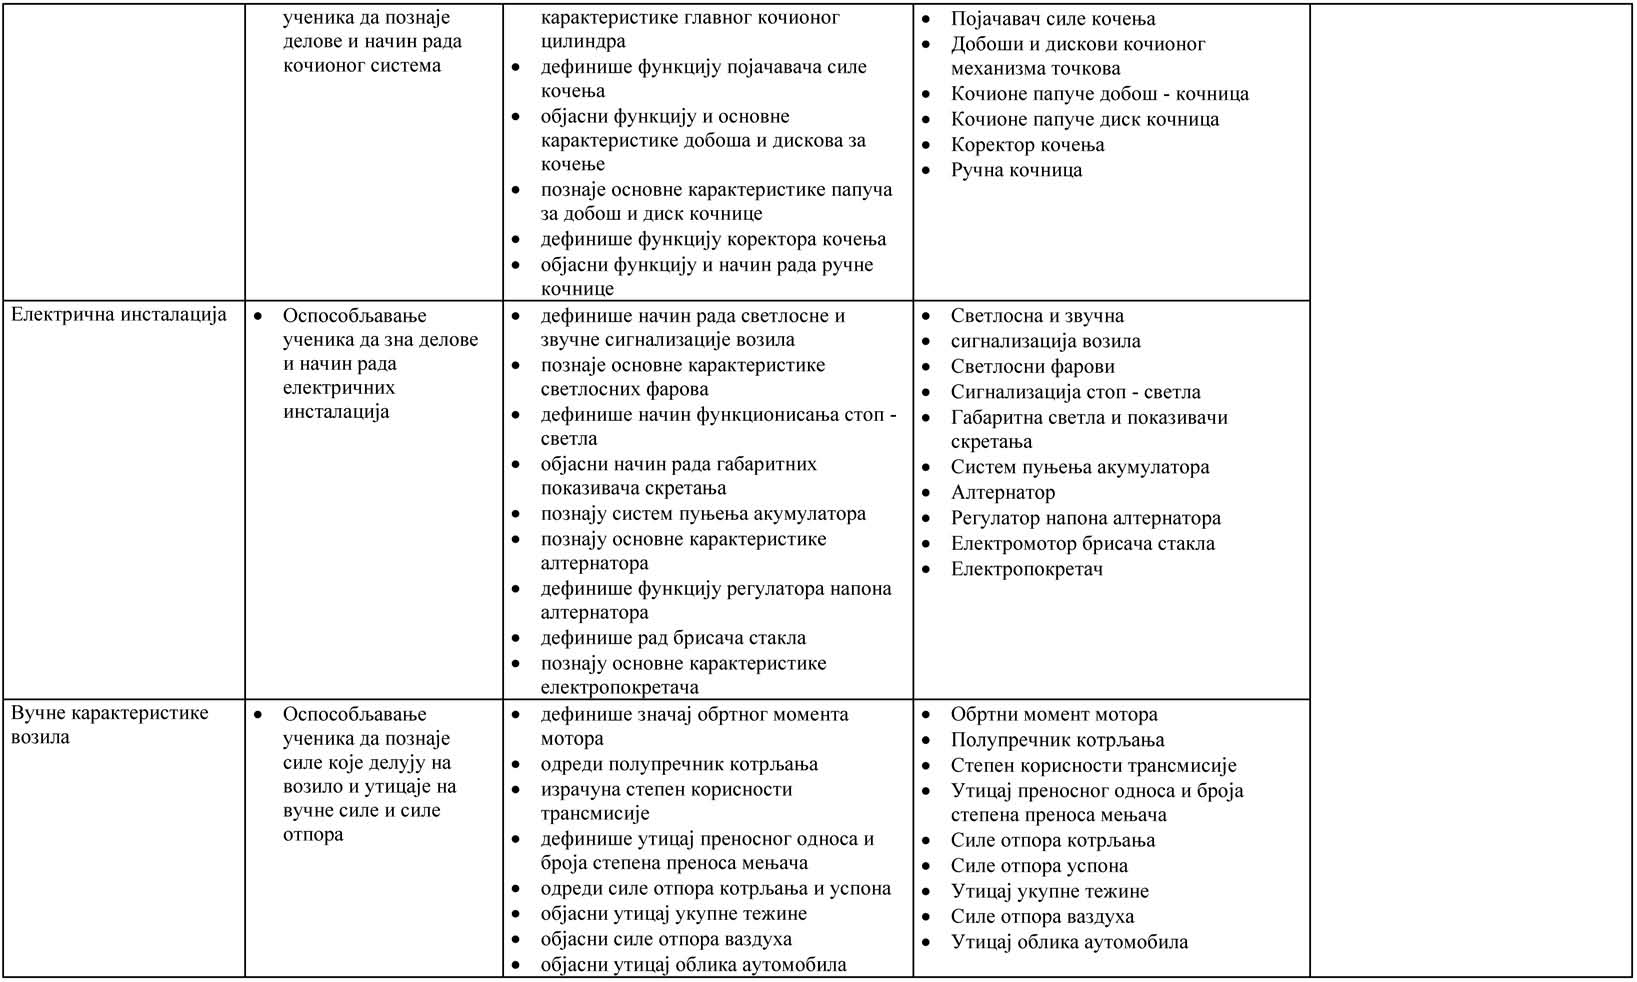 ученика да познаје
делове и начин рада
кочионог система
карактеристике главног кочионог
цилиндра
• дефинише функцију појачавача силе
кочења
• објасни функцију и основне
карактеристике добоша и дискова за
кочење
• познаје основне карактеристике папуча
за добош и диск кочнице
• дефинише функцију коректора кочења
• објасни функцију и начин рада ручне
кочнице
• Појачавач силе кочења
• Добоши и дискови кочионог
механизма точкова
• Кочионе папуче добош - кочница
• Кочионе папуче диск кочница
• Коректор кочења
• Ручна кочница
Електрична инсталација
• Оспособљавање
ученика да зна делове
и начин рада
електричних
инсталација
• дефинише начин рада светлосне и
звучне сигнализације возила
• познаје основне карактеристике
светлосних фарова
• дефинише начин функционисања стоп -
светла
• објасни начин рада габаритних
показивача скретања
• познају систем пуњења акумулатора
• познају основне карактеристике
алтернатора
• дефинише функцију регулатора напона
алтернатора
• дефинише рад брисача стакла
• познају основне карактеристике
електропокретача
• Светлосна и звучна
• сигнализација возила
• Светлосни фарови
• Сигнализација стоп - светла
• Габаритна светла и показивачи
скретања
• Систем пуњења акумулатора
• Алтернатор
• Регулатор напона алтернатора
• Електромотор брисача стакла
• Електропокретач
Вучне карактеристике
возила
• Оспособљавање
ученика да познаје
силе које делују на
возило и утицаје на
вучне силе и силе
отпора
• дефинише значај обртног момента
мотора
• одреди полупречник котрљања
• израчуна степен корисности
трансмисије
• дефинише утицај преносног односа и
броја степена преноса мењача
• одреди силе отпора котрљања и успона
• објасни утицај укупне тежине
• објасни силе отпора ваздуха
• објасни утицај облика аутомобила
• Обртни момент мотора
• Полупречник котрљања
• Степен корисности трансмисије
• Утицај преносног односа и броја
степена преноса мењача
• Силе отпора котрљања
• Силе отпора успона
• Утицај укупне тежине
• Силе отпора ваздуха
• Утицај облика аутомобила